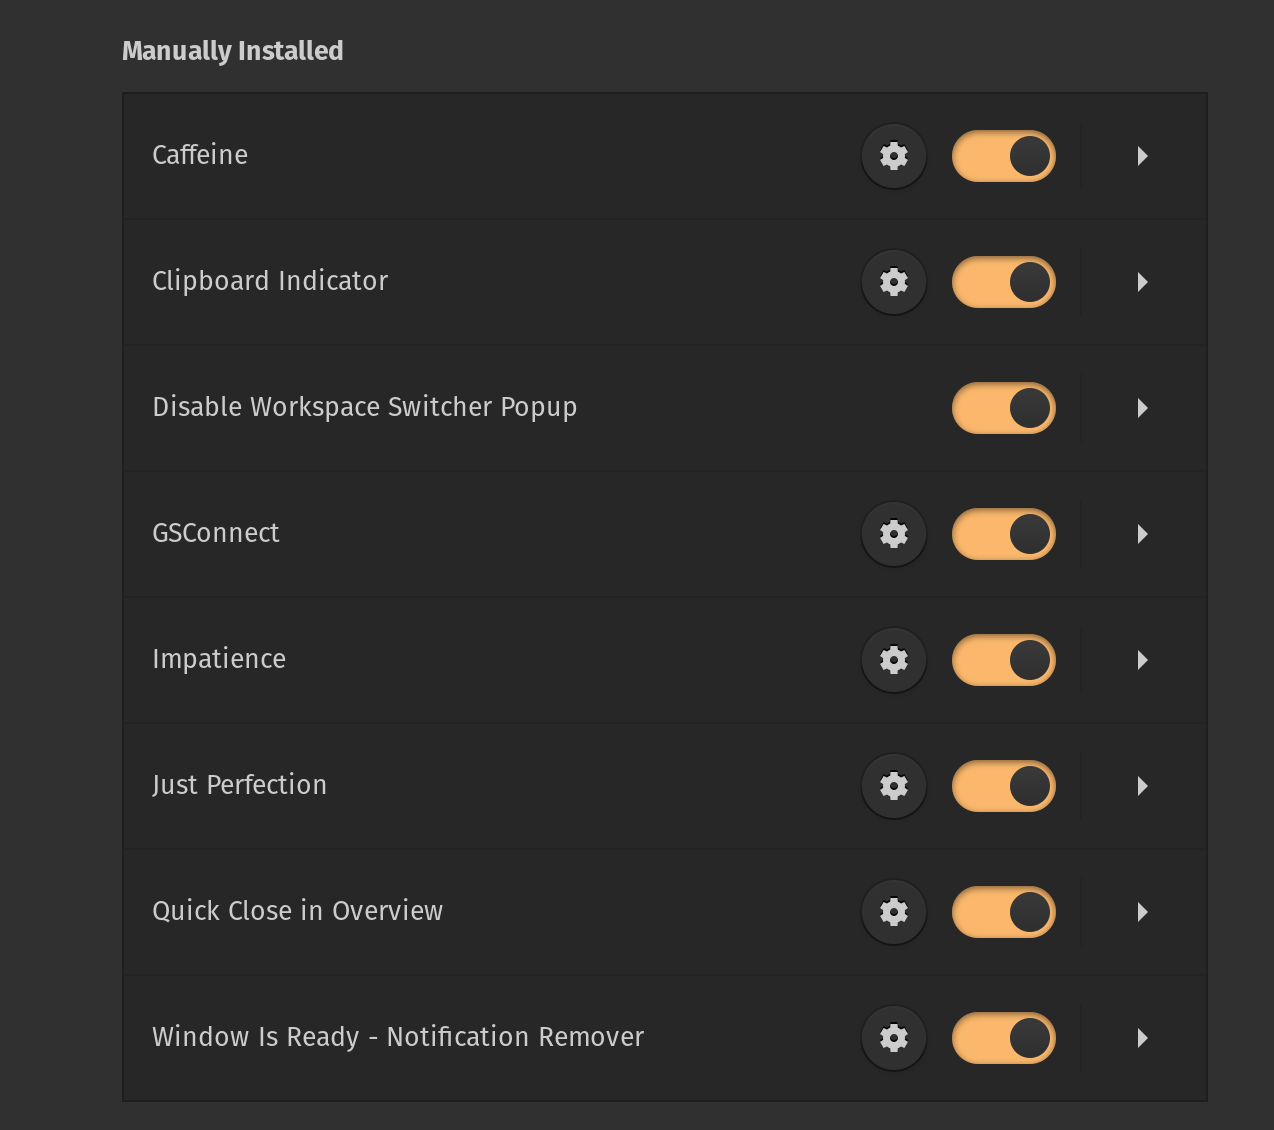 Manually Installed
Caffeine
Clipboard Indicator
Disable Workspace Switcher Popup
GSConnect
Impatience
Just Perfection
Quick Close in Overview
Window Is Ready - Notification Remover